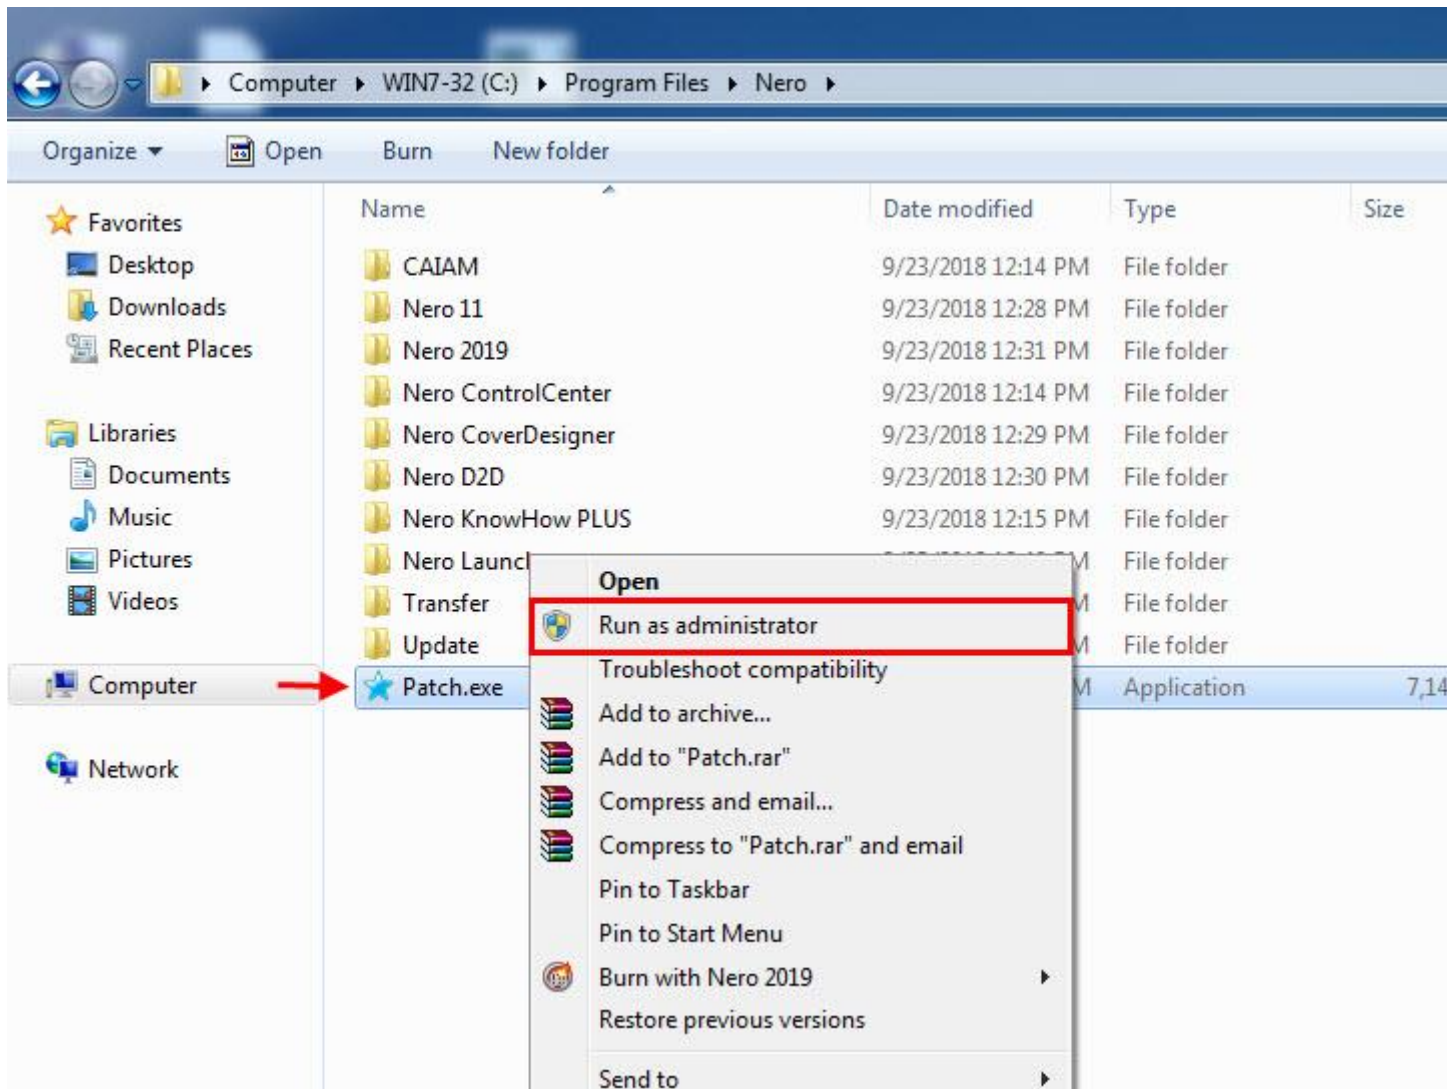 Computer WIN7-32 (C:) Program Files Nero
Organize Open Burn New folder
Name Date modified Type Size
Favorites
Desktop
Downloads
Recent Places
Libraries
Documents
Music
Pictures
Videos
Computer
Network
CAIAM 9/23/2018 12:14 PM File folder
Nero 11 9/23/2018 12:28 PM File folder
Nero 2019 9/23/2018 12:31 PM File folder
Nero ControlCenter 9/23/2018 12:14 PM File folder
Nero CoverDesigner 9/23/2018 12:29 PM File folder
Nero D2D 9/23/2018 12:30 PM File folder
Nero KnowHow PLUS 9/23/2018 12:15 PM File folder
Nero File folder
Transfer File folder
Update File folder
Patch.exe Application 7,14
Open
Run as administrator
Troubleshoot compatibility
Add to archive...
Add to "Patch.rar"
Compress and email...
Compress to "Patch.rar" and email
Pin to Taskbar
Pin to Start Menu
Burn with Nero 2019
Restore previous versions
Send to